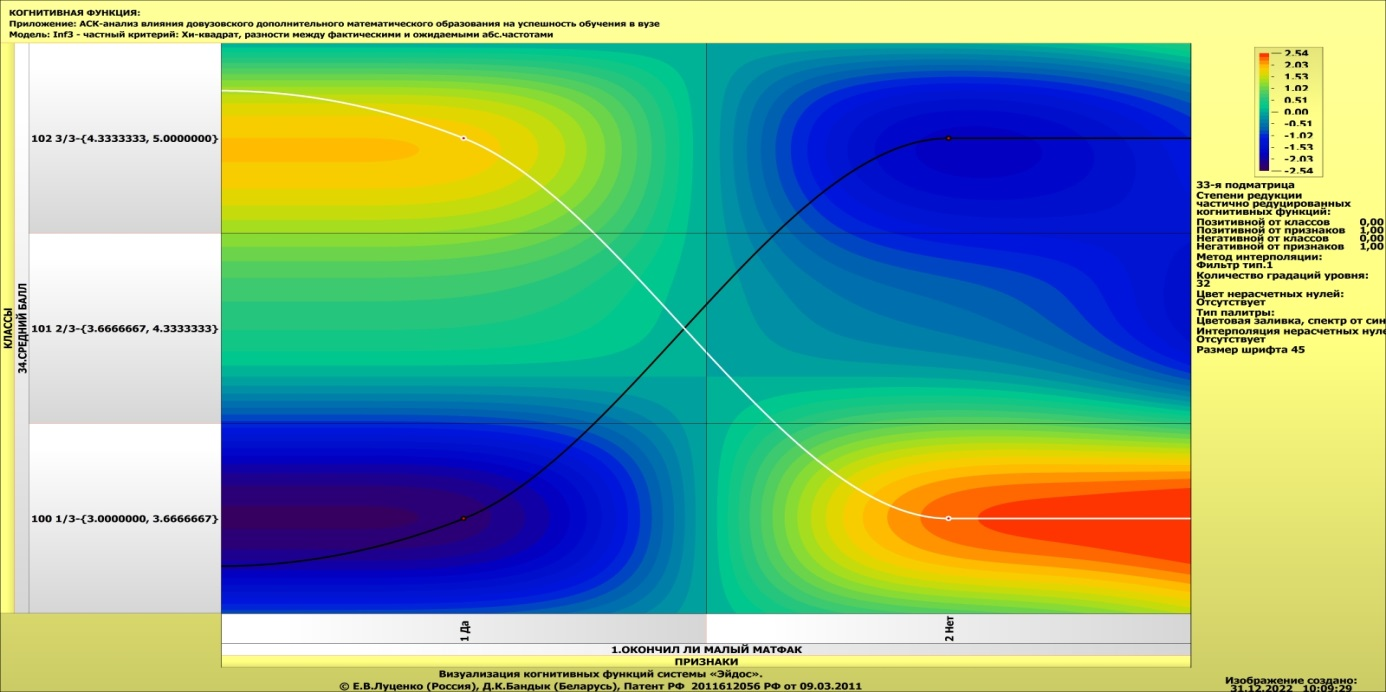 КОГНИТИВНАЯ ФУНКЦИЯ:
Приложение: АСК-анализ влияния довузовского дополнительного математического образования на успешность обучения в вузе
Модель: Inf3 - частный критерий: Хи-квадрат, разности между фактическими и ожидаемыми абс.частотами
КЛАССЫ
34.СРЕДНИЙ БАЛЛ
102 3/3-{4.3333333, 5.0000000}
101 2/3-{3.6666667, 4.3333333}
100 1/3-{3.0000000, 3.6666667}
2.54
2.03
1.53
1.02
0.51
0.00
-0.51
-1.02
-1.53
-2.03
-2.54
33-я подматрица
Степени редукции
частично редуцированных
когнитивных функций:
Позитивной от классов 0,00
Позитивной от признаков 1,00
Негативной от классов 0,00
Негативной от признаков 1,00
Метод интерполяции:
Фильтр тип.1
Количество градаций уровня:
32
Цвет нерасчетных нулей:
Отсутствует
Тип палитры:
Цветовая заливка, спектр от син
Интерполяция нерасчетных нуле
Отсутствует
Размер шрифта 45
1 Да
2 Нет
1.ОКОНЧИЛ ЛИ МАЛЫЙ МАТФАК
ПРИЗНАКИ
Визуализация когнитивных функций системы «Эйдос».
© Е.В.Луценко (Россия), Д.К.Бандык (Беларусь), Патент РФ 2011612056 РФ от 09.03.2011
Изображение создано:
31.12.2022 10:09:29